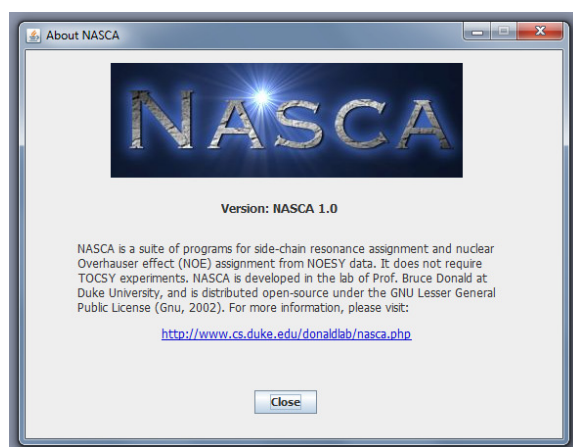 About NASCA
NASCA
Version: NASCA 1.0
NASCA is a suite of programs for side-chain resonance assignment and nuclear
Overhauser effect (NOE) assignment from NOESY data. It does not require
TOCSY experiments. NASCA is developed in the lab of Prof. Bruce Donald at
Duke University, and is distributed open-source under the GNU Lesser General
Public License (Gnu, 2002). For more information, please visit:
http://www.cs.duke.edu/donaldlab/nasca.php
Close